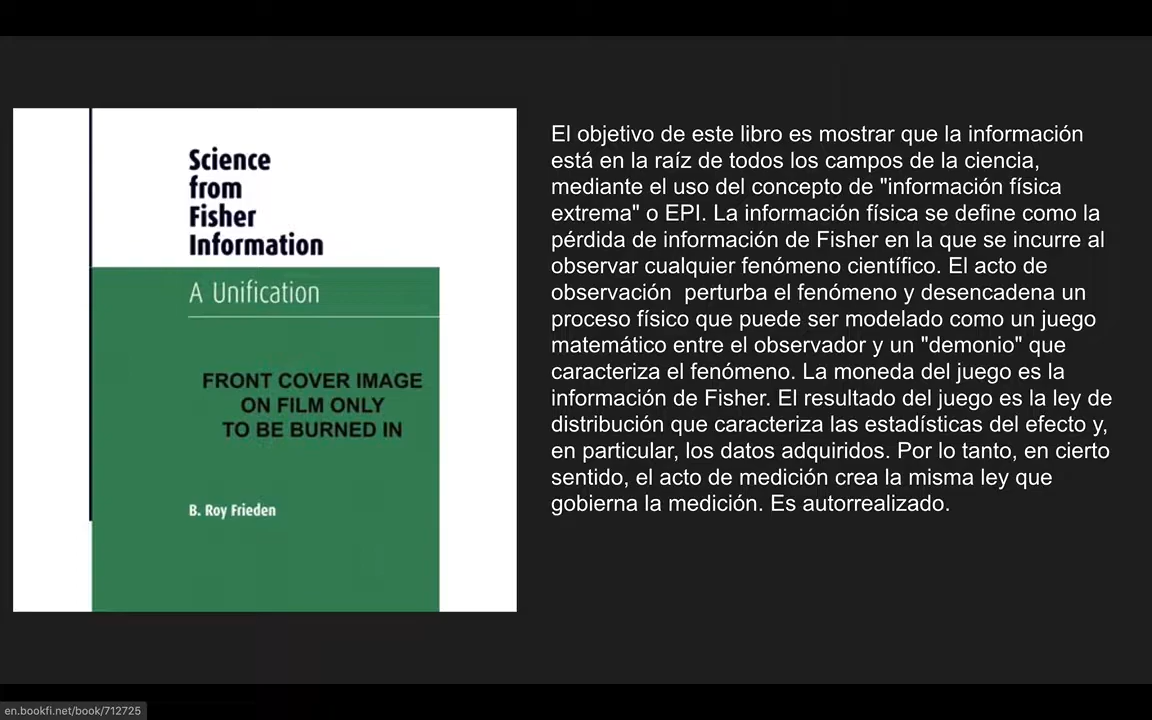 Science
from
Fisher
Information
A Unification
FRONT COVER IMAGE
ON FILM ONLY
TO BE BURNED IN
B. Roy Frieden
El objetivo de este libro es mostrar que la información
está en la raíz de todos los campos de la ciencia,
mediante el uso del concepto de "información física
extrema" o EPI. La información física se define como la
pérdida de información de Fisher en la que se incurre al
observar cualquier fenómeno científico. El acto de
observación  perturba el fenómeno y desencadena un
proceso físico que puede ser modelado como un juego
matemático entre el observador y un "demonio" que
caracteriza el fenómeno. La moneda del juego es la
información de Fisher. El resultado del juego es la ley de
distribución que caracteriza las estadísticas del efecto y,
en particular, los datos adquiridos. Por lo tanto, en cierto
sentido, el acto de medición crea la misma ley que
gobierna la medición. Es autorrealizado.
en.bookfi.net/book/712725